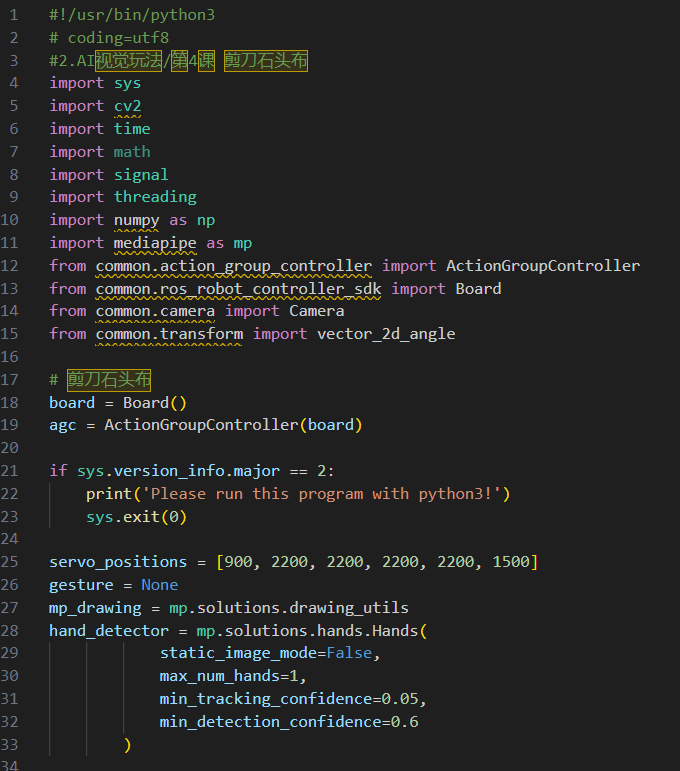 1 #!/usr/bin/python3
2 # coding=utf8
3 #2.AI视觉玩法/第4课 剪刀石头布
4 import sys
5 import cv2
6 import time
7 import math
8 import signal
9 import threading
10 import numpy as np
11 import mediapipe as mp
12 from common.action_group_controller import ActionGroupController
13 from common.ros_robot_controller_sdk import Board
14 from common.camera import Camera
15 from common.transform import vector_2d_angle
16
17 # 剪刀石头布
18 board = Board()
19 agc = ActionGroupController(board)
20
21 if sys.version_info.major == 2:
22     print('Please run this program with python3!')
23     sys.exit(0)
24
25 servo_positions = [900, 2200, 2200, 2200, 2200, 1500]
26 gesture = None
27 mp_drawing = mp.solutions.drawing_utils
28 hand_detector = mp.solutions.hands.Hands(
29             static_image_mode=False,
30             max_num_hands=1,
31             min_tracking_confidence=0.05,
32             min_detection_confidence=0.6
33         )
34